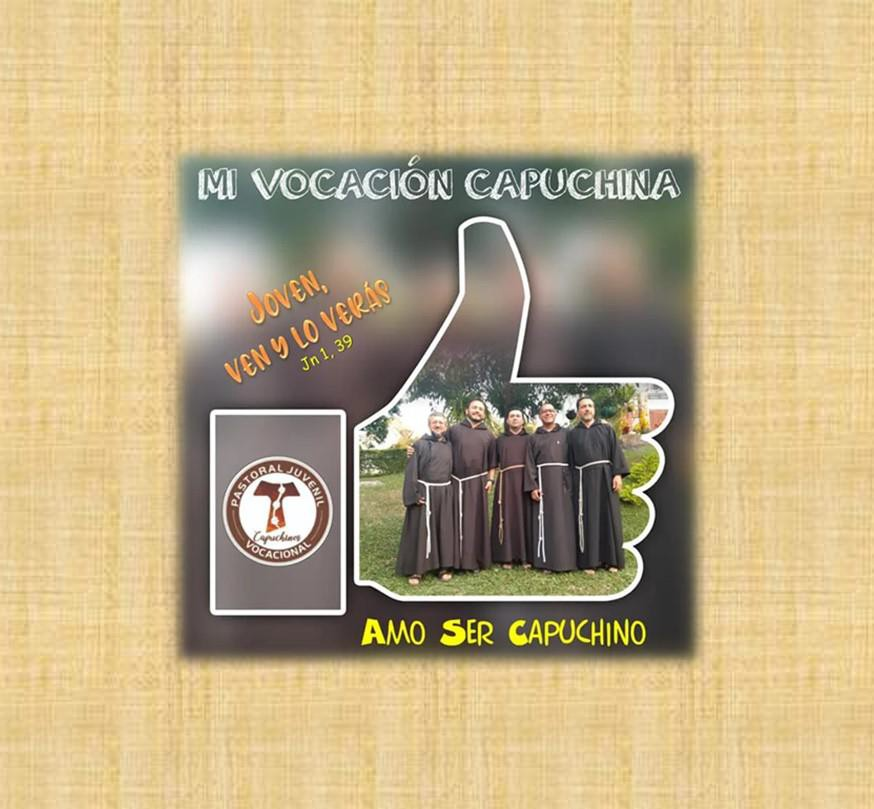 MI VOCACIÓN CAPUCHINA
JOVEN,
VEN Y LO VERÁS
Jn 1, 39
PASTORAL JUVENIL
Capuchinos
VOCACIONAL
AMO SER CAPUCHINO